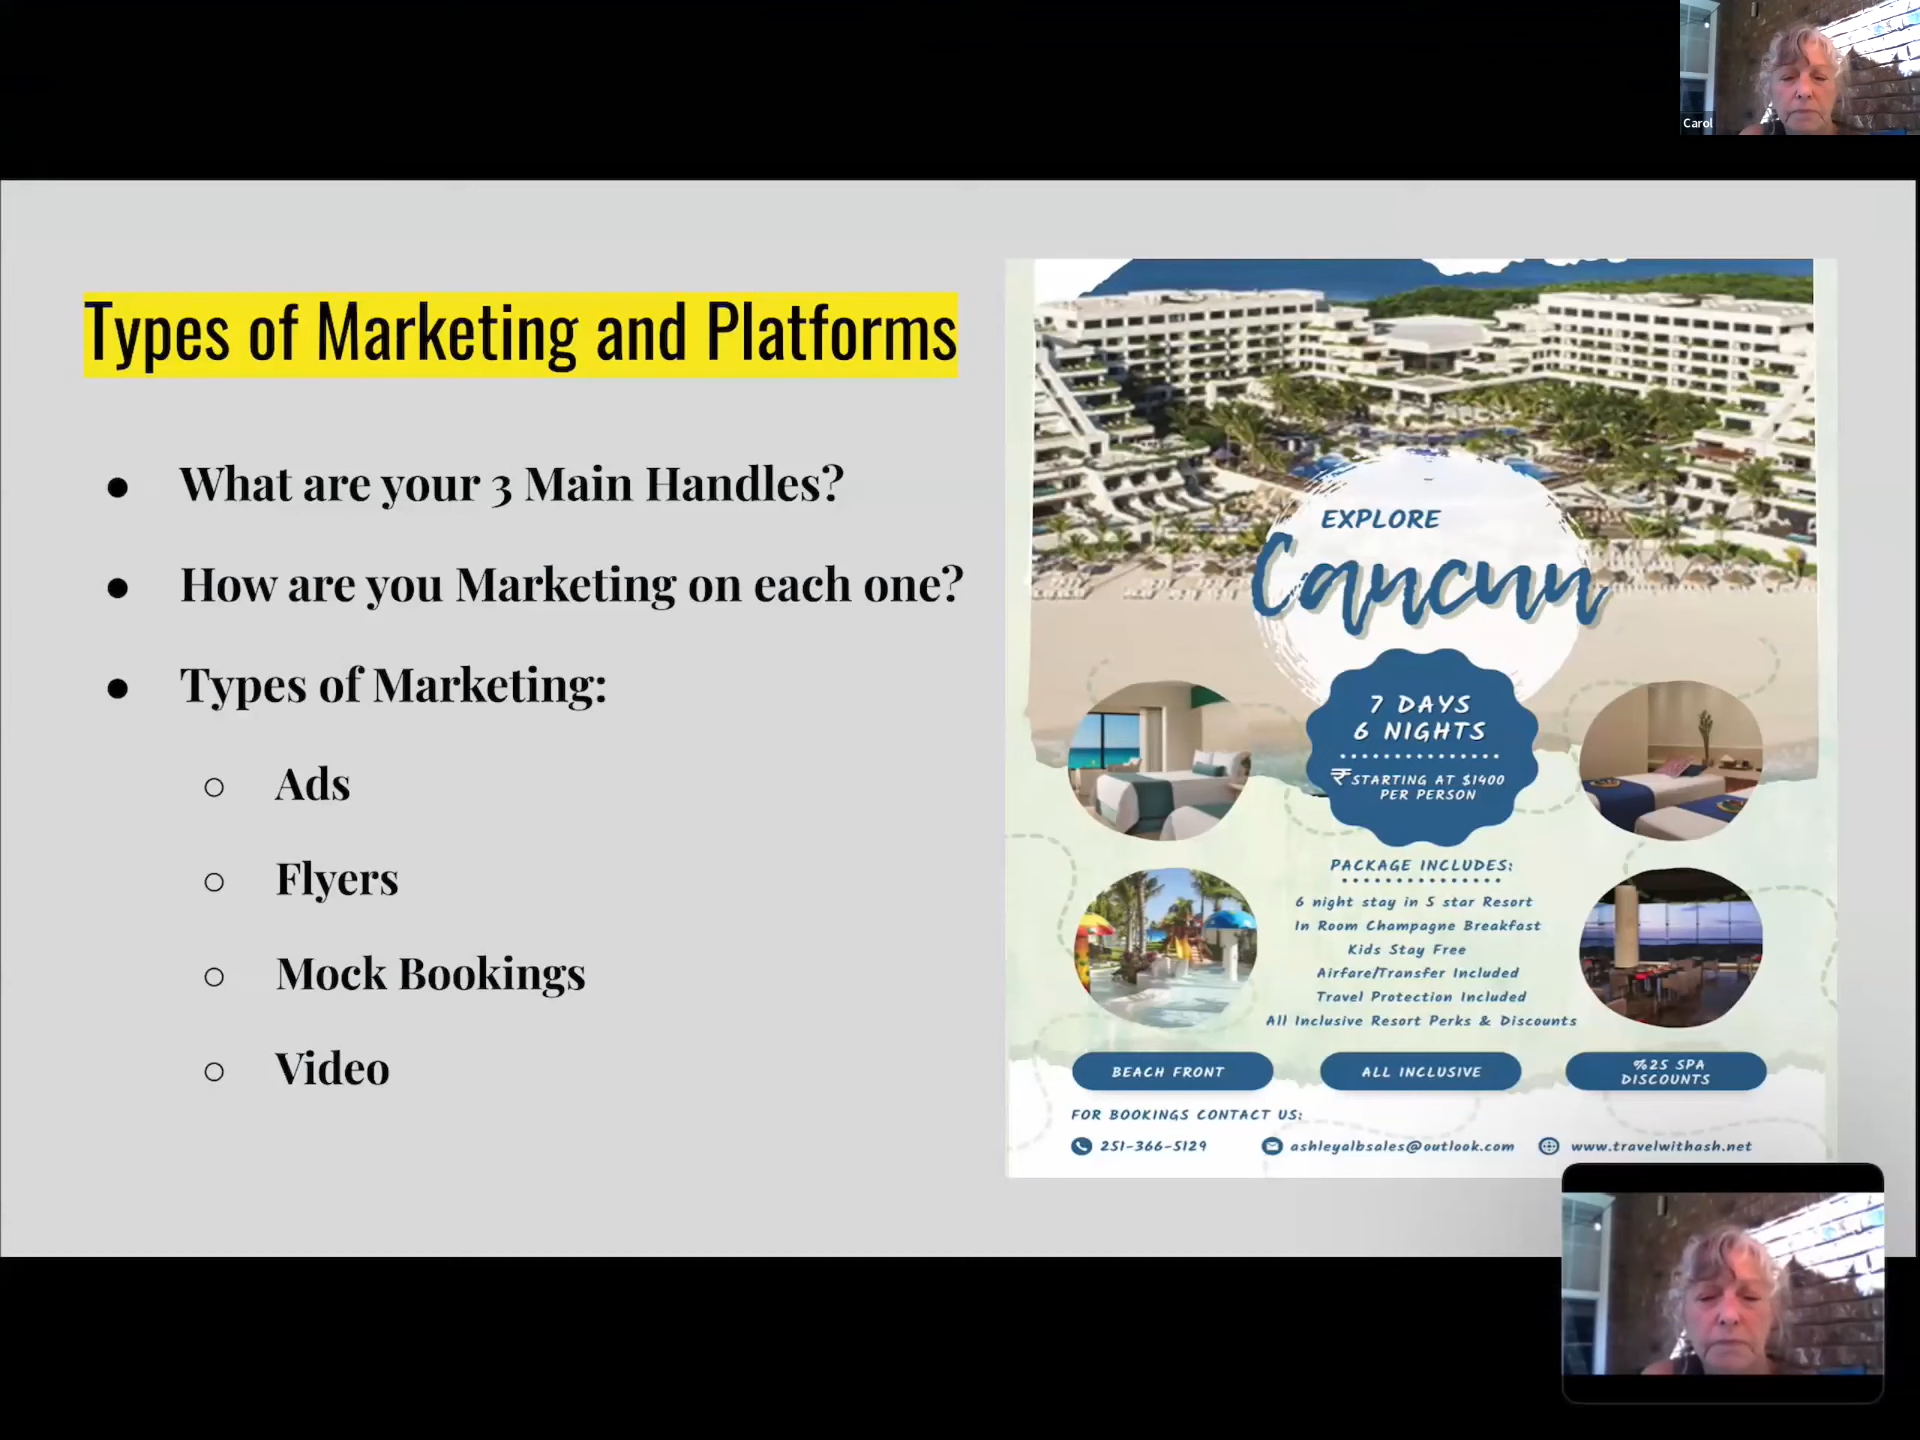 Carol
Types of Marketing and Platforms
● What are your 3 Main Handles?
● How are you Marketing on each one?
● Types of Marketing:
○ Ads
○ Flyers
○ Mock Bookings
○ Video
EXPLORE
Cancun
7 DAYS
6 NIGHTS
₹ STARTING AT $1400
PER PERSON
PACKAGE INCLUDES:
6 night stay in 5 star Resort
In Room Champagne Breakfast
Kids Stay Free
Airfare/Transfer Included
Travel Protection Included
All Inclusive Resort Perks & Discounts
BEACH FRONT
ALL INCLUSIVE
%25 SPA
DISCOUNTS
FOR BOOKINGS CONTACT US:
251-366-5129
ashleyalbsales@outlook.com
www.travelwithash.net